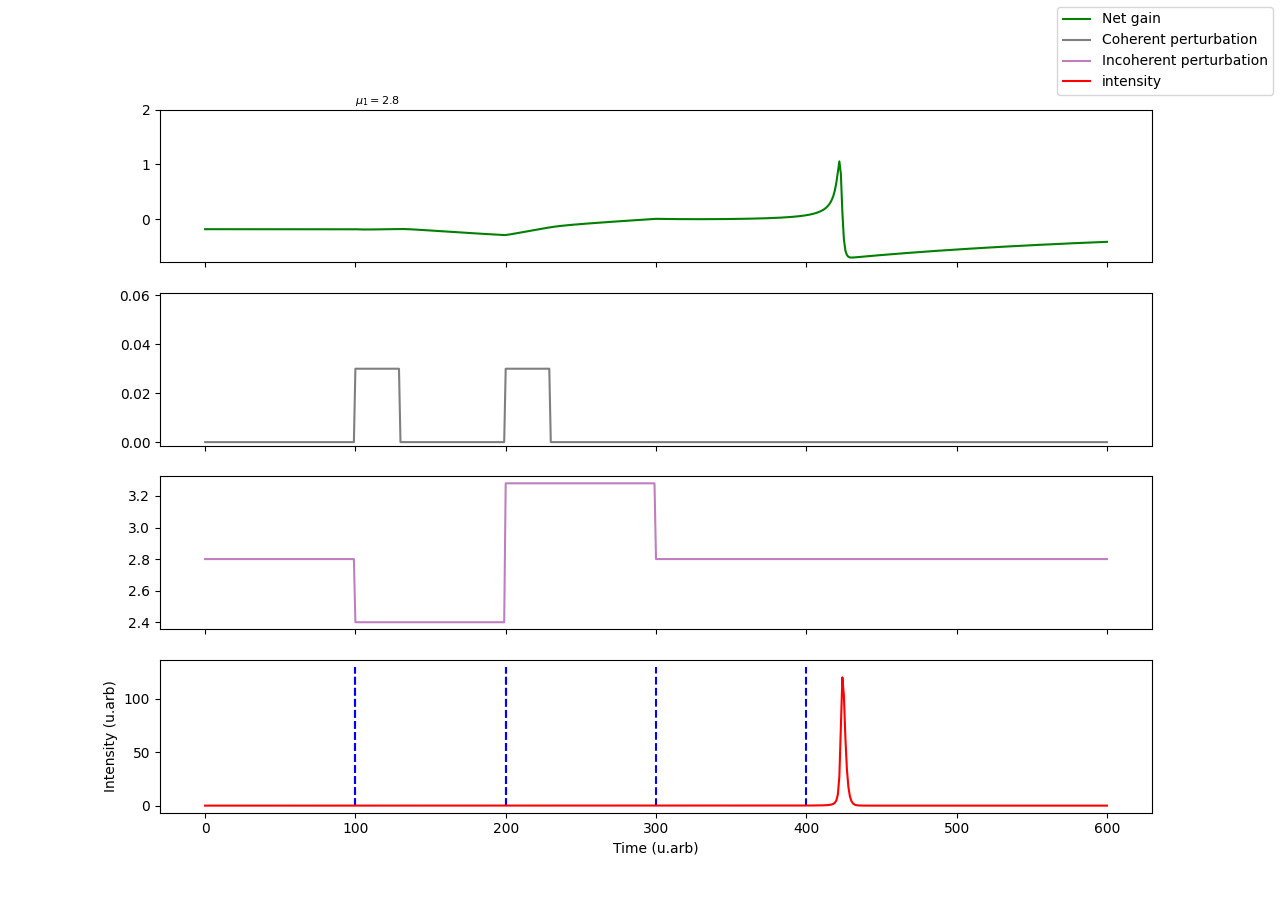 Net gain
Coherent perturbation
Incoherent perturbation
intensity
μ₁ = 2.8
2
1
0
0.06
0.04
0.02
0.00
3.2
3.0
2.8
2.6
2.4
Intensity (u.arb)
100
50
0
0 100 200 300 400 500 600
Time (u.arb)